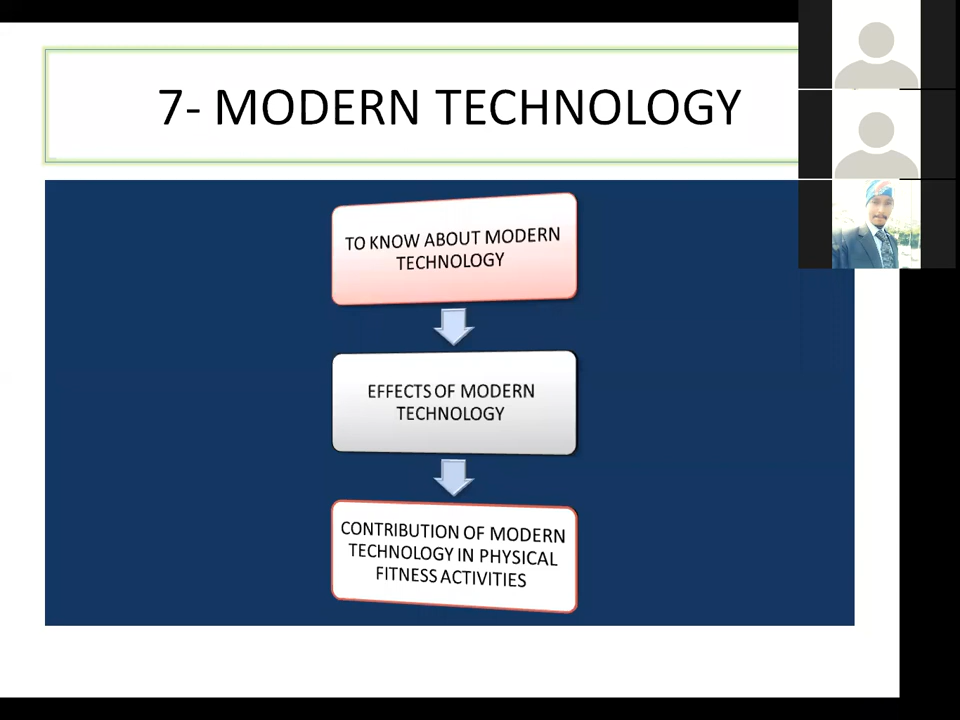 7- MODERN TECHNOLOGY
TO KNOW ABOUT MODERN
TECHNOLOGY
EFFECTS OF MODERN
TECHNOLOGY
CONTRIBUTION OF MODERN
TECHNOLOGY IN PHYSICAL
FITNESS ACTIVITIES